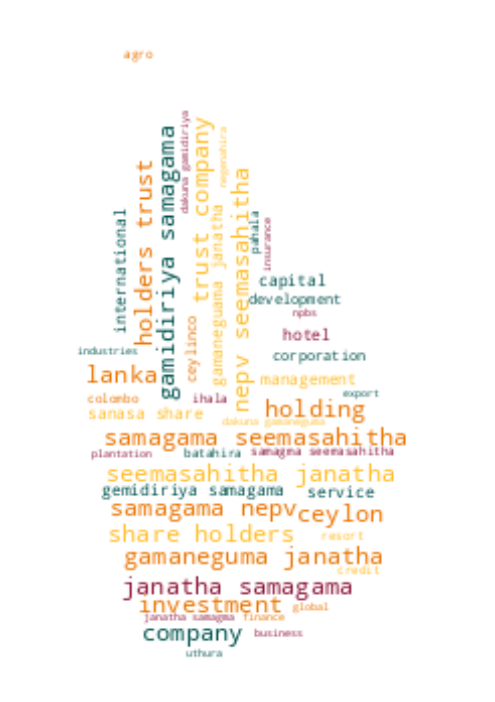 agro
dakuna gamidiriya
gamidiriya samagama
trust company
negenahira
holders trust
nepv seemasahitha
gamaneguama janatha
international
pahala
insurance
capital
development
npbs
ceylinco
hotel
industries
corporation
lanka
management
colombo
ihala
export
sanasa share
holding
dakuna gamaneguma
samagama seemasahitha
plantation
batahira
samagma seemasahitha
seemasahitha janatha
gemidiriya samagama
service
samagama nepv
ceylon
share holders
resort
gamaneguma janatha
credit
janatha samagama
investment
global
janatha samagma
finance
company
business
uthura